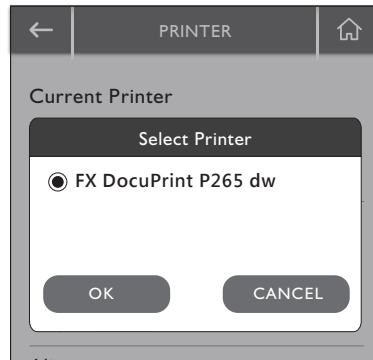 PRINTER
Current Printer
Select Printer
FX DocuPrint P265 dw
OK CANCEL